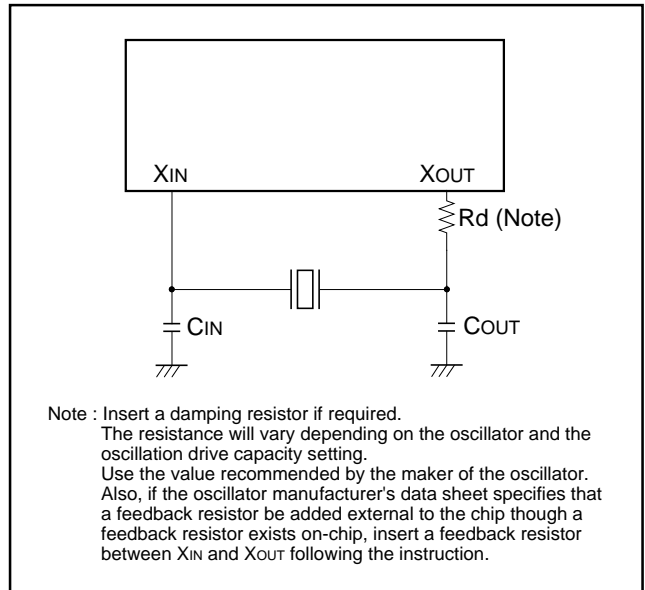 XIN XOUT
Rd (Note)
CIN COUT
Note : Insert a damping resistor if required.
The resistance will vary depending on the oscillator and the
oscillation drive capacity setting.
Use the value recommended by the maker of the oscillator.
Also, if the oscillator manufacturer's data sheet specifies that
a feedback resistor be added external to the chip though a
feedback resistor exists on-chip, insert a feedback resistor
between XIN and XOUT following the instruction.